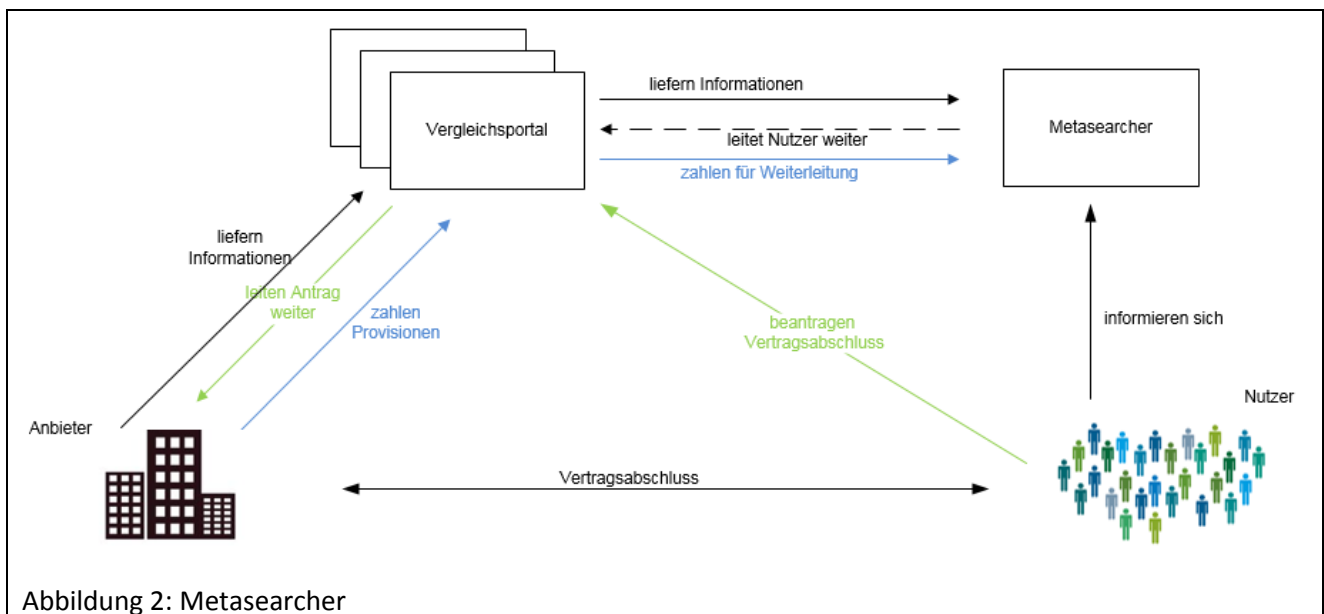 liefern Informationen
Vergleichsportal
Metasearcher
leitet Nutzer weiter
zahlen für Weiterleitung
liefern
Informationen
leiten Antrag
weiter
zahlen
Provisionen
beantragen
Vertragsabschluss
informieren sich
Anbieter
Nutzer
Vertragsabschluss
Abbildung 2: Metasearcher